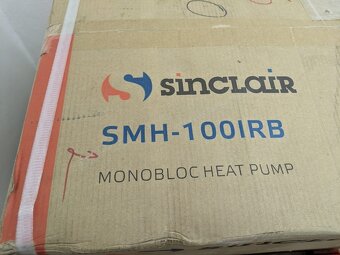 sinclair
SMH-100IRB
MONOBLOC HEAT PUMP